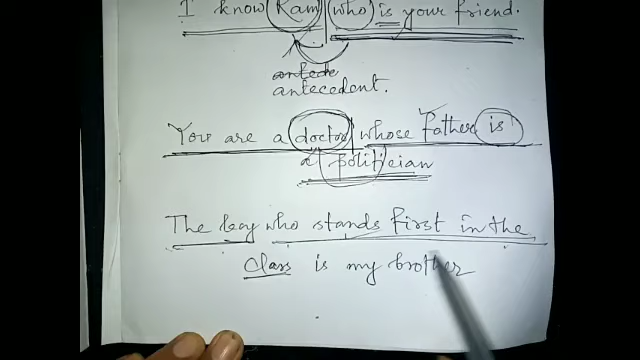 I know Ram who is your friend.
antede
antecedent.
You are a doctor whose Father is
a politician
The boy who stands first in the
class is my brother